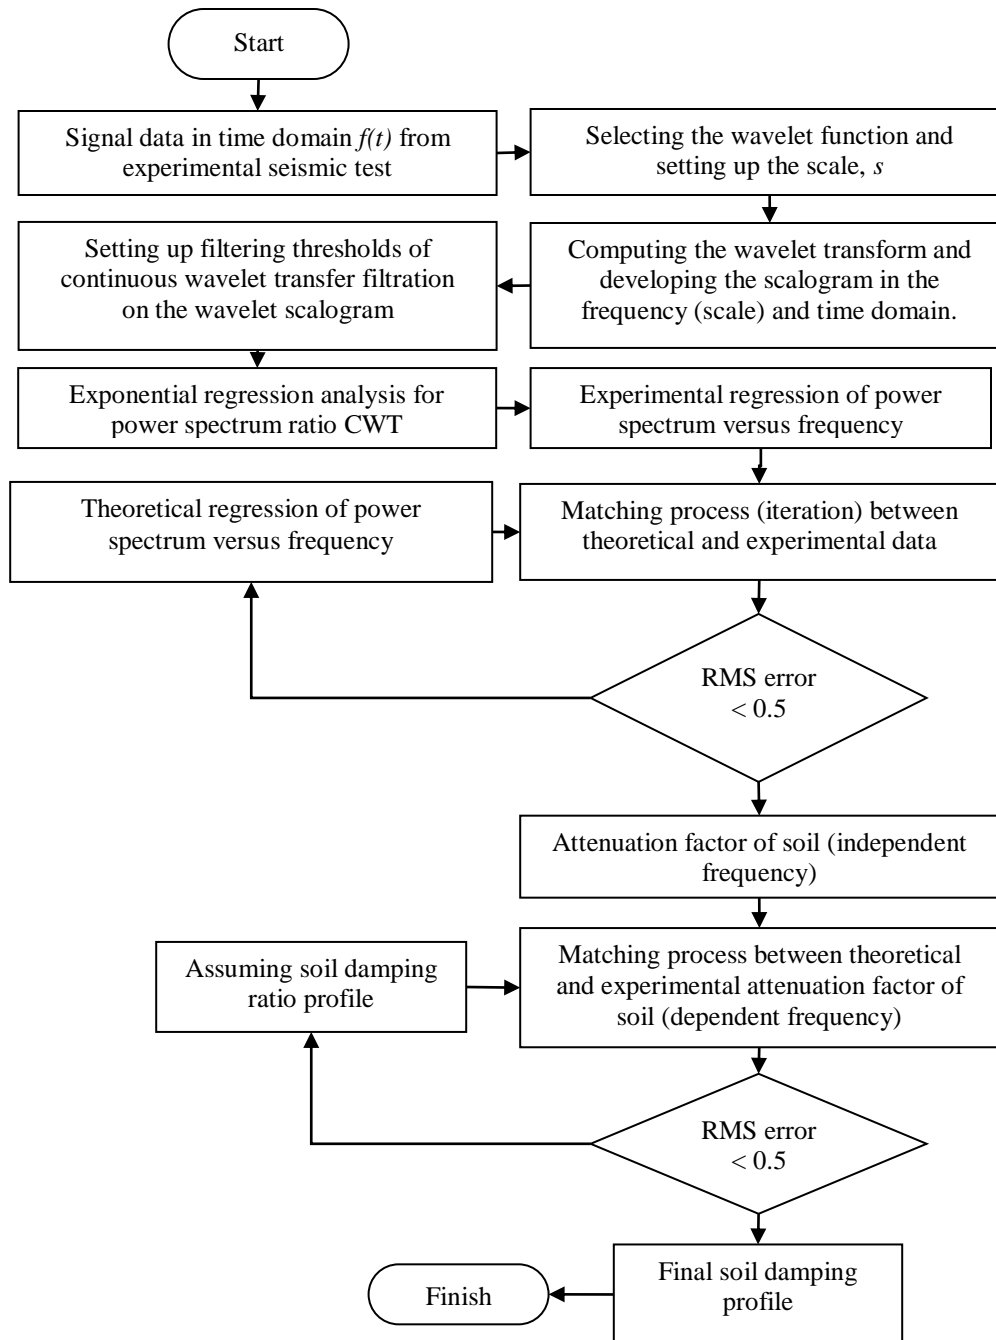 Start
Signal data in time domain f(t) from
experimental seismic test
Selecting the wavelet function and
setting up the scale, s
Setting up filtering thresholds of
continuous wavelet transfer filtration
on the wavelet scalogram
Computing the wavelet transform and
developing the scalogram in the
frequency (scale) and time domain.
Exponential regression analysis for
power spectrum ratio CWT
Experimental regression of power
spectrum versus frequency
Theoretical regression of power
spectrum versus frequency
Matching process (iteration) between
theoretical and experimental data
RMS error
< 0.5
Attenuation factor of soil (independent
frequency)
Assuming soil damping
ratio profile
Matching process between theoretical
and experimental attenuation factor of
soil (dependent frequency)
RMS error
< 0.5
Final soil damping
profile
Finish